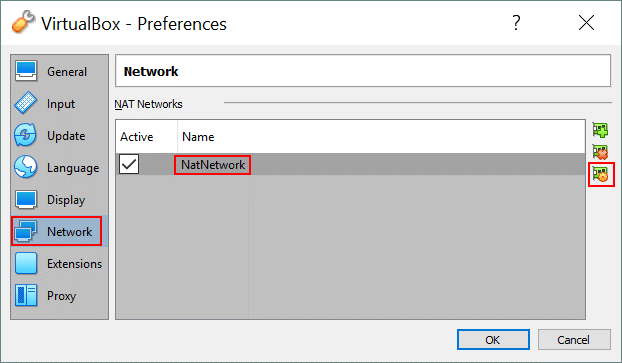 VirtualBox - Preferences
?
General
Input
Update
Language
Display
Network
Extensions
Proxy
Network
NAT Networks
Active Name
NatNetwork
OK Cancel